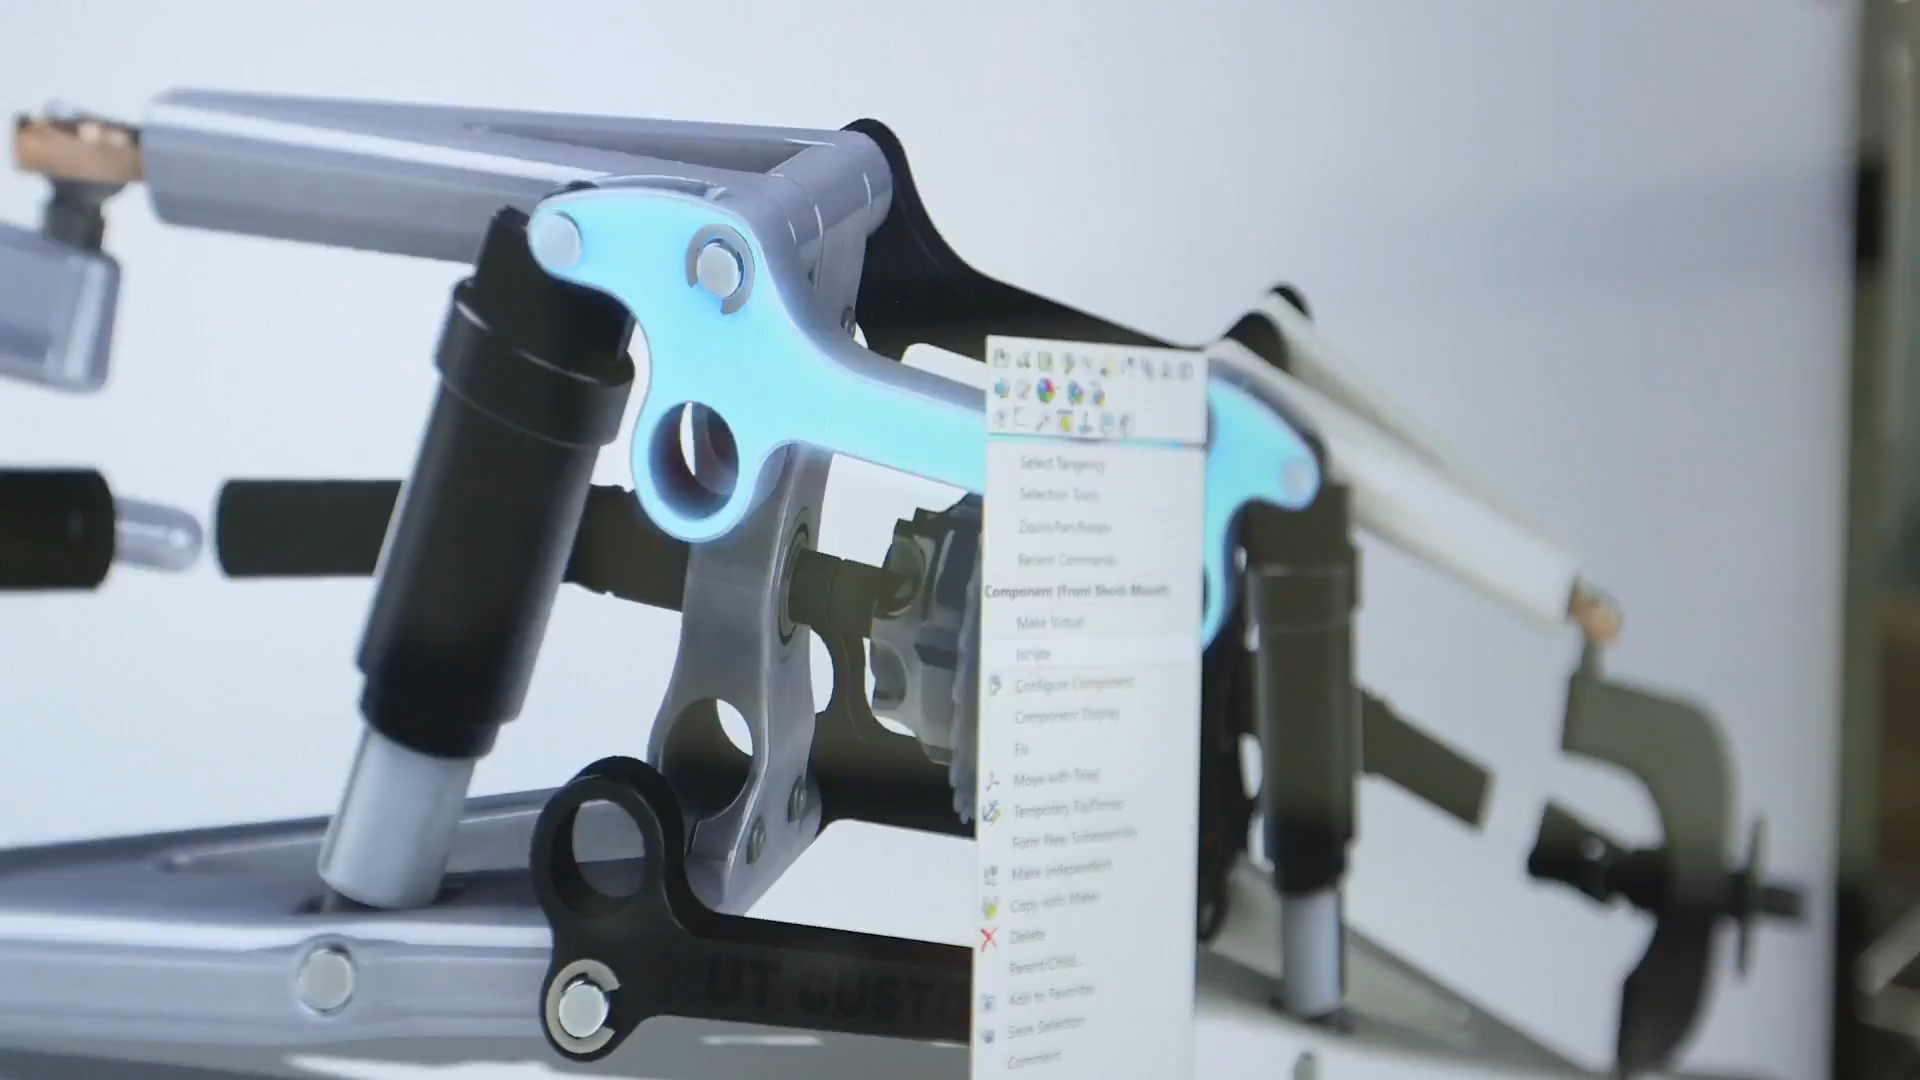 Select Tangency
Selection Tools
Zoom/Pan/Rotate
Recent Commands
Component (Front Shock Mount)
Make Virtual
Isolate
Configure Component
Component Display
Fix
Move with Triad
Temporary Fix/Group
Form New Subassembly
Make Independent
Copy with Mates
Delete
Parent/Child...
Add to Favorites
Save Selection
Comment
UT CUSTO